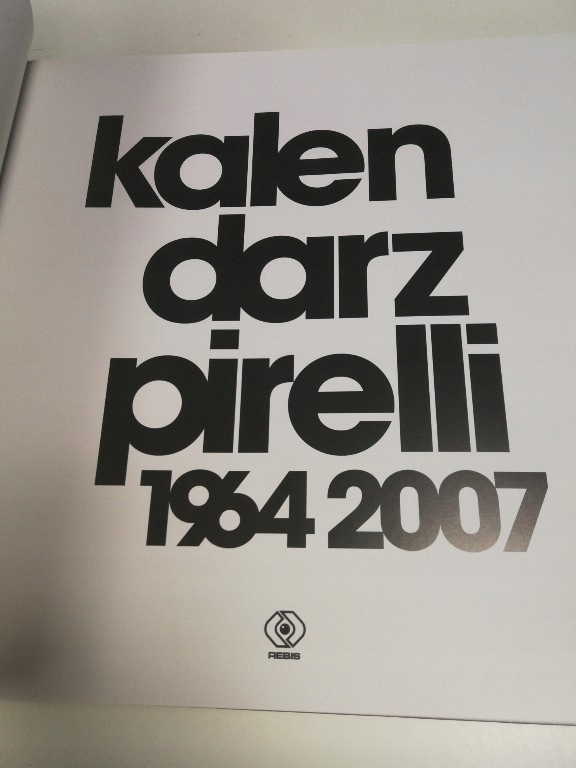 kalen
darz
pirelli
1964 2007
REBIS